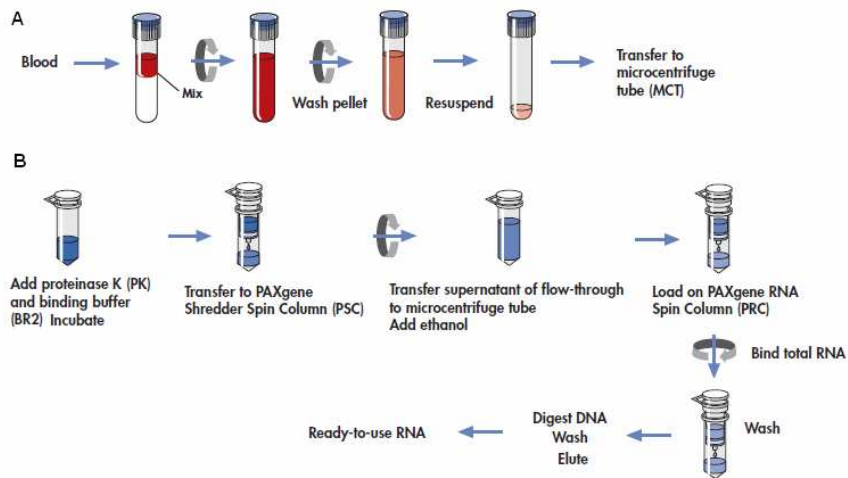 A
Blood
Mix
Wash pellet
Resuspend
Transfer to
microcentrifuge
tube (MCT)
B
Add proteinase K (PK)
and binding buffer
(BR2) Incubate
Transfer to PAXgene
Shredder Spin Column (PSC)
Transfer supernatant of flow-through
to microcentrifuge tube
Add ethanol
Load on PAXgene RNA
Spin Column (PRC)
Bind total RNA
Wash
Digest DNA
Wash
Elute
Ready-to-use RNA